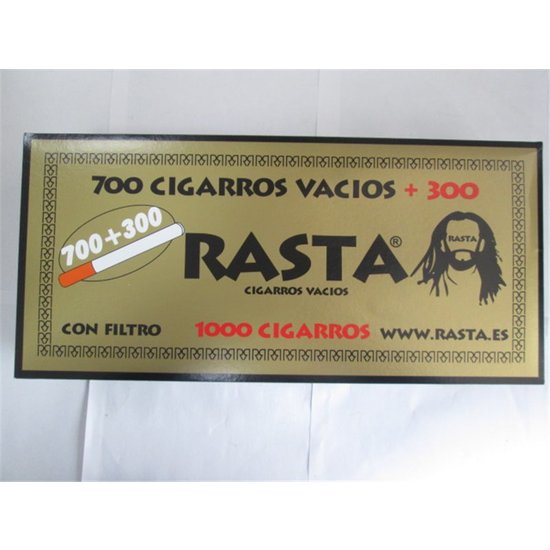 700 CIGARROS VACIOS + 300
700+300
RASTA®
RASTA
CIGARROS VACIOS
CON FILTRO
1000 CIGARROS
WWW.RASTA.ES